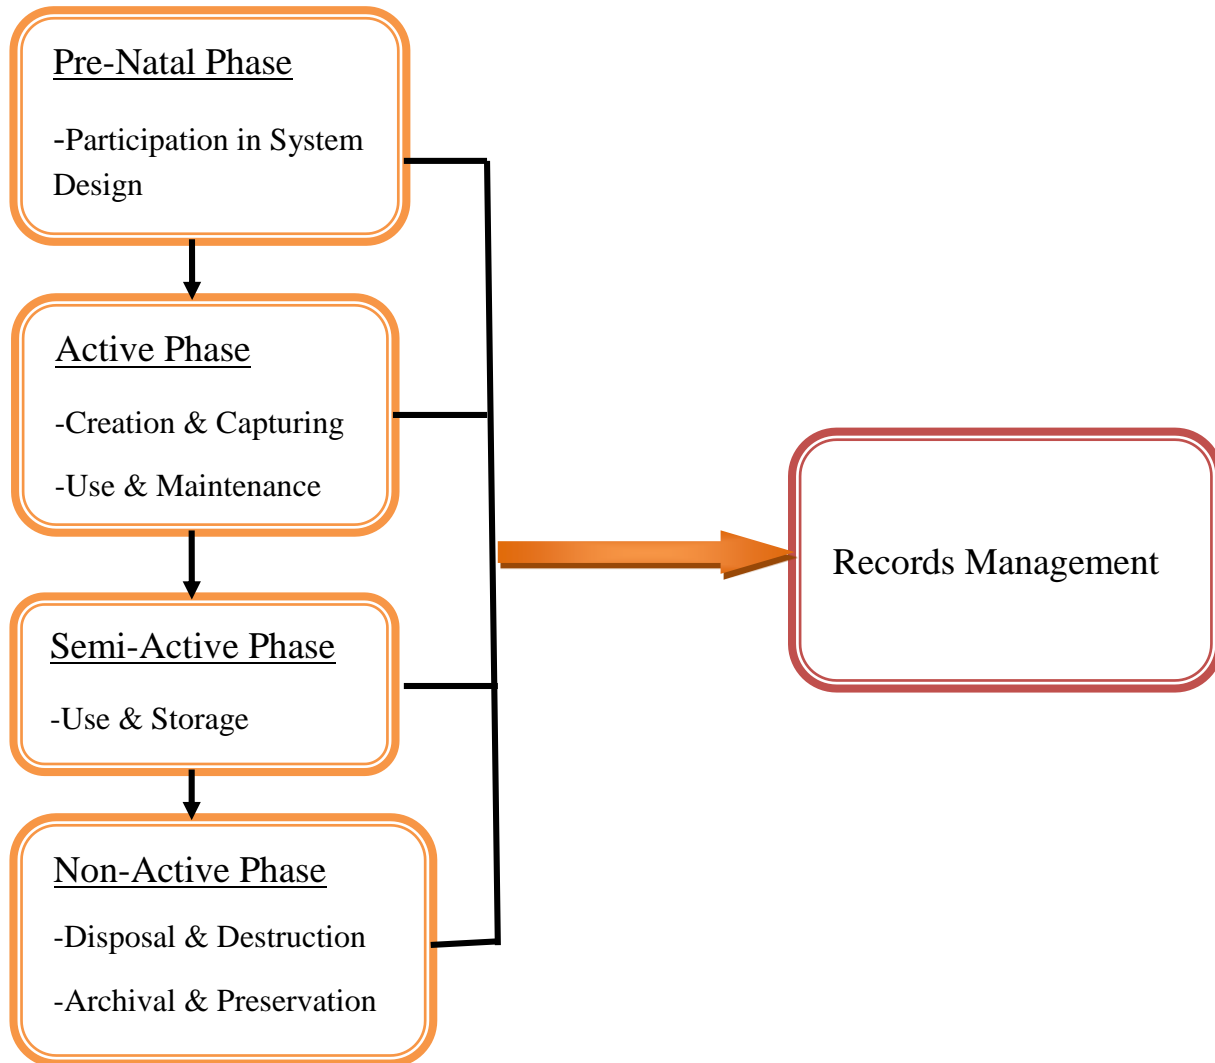 Pre-Natal Phase
-Participation in System
Design
Active Phase
-Creation & Capturing
-Use & Maintenance
Semi-Active Phase
-Use & Storage
Non-Active Phase
-Disposal & Destruction
-Archival & Preservation
Records Management